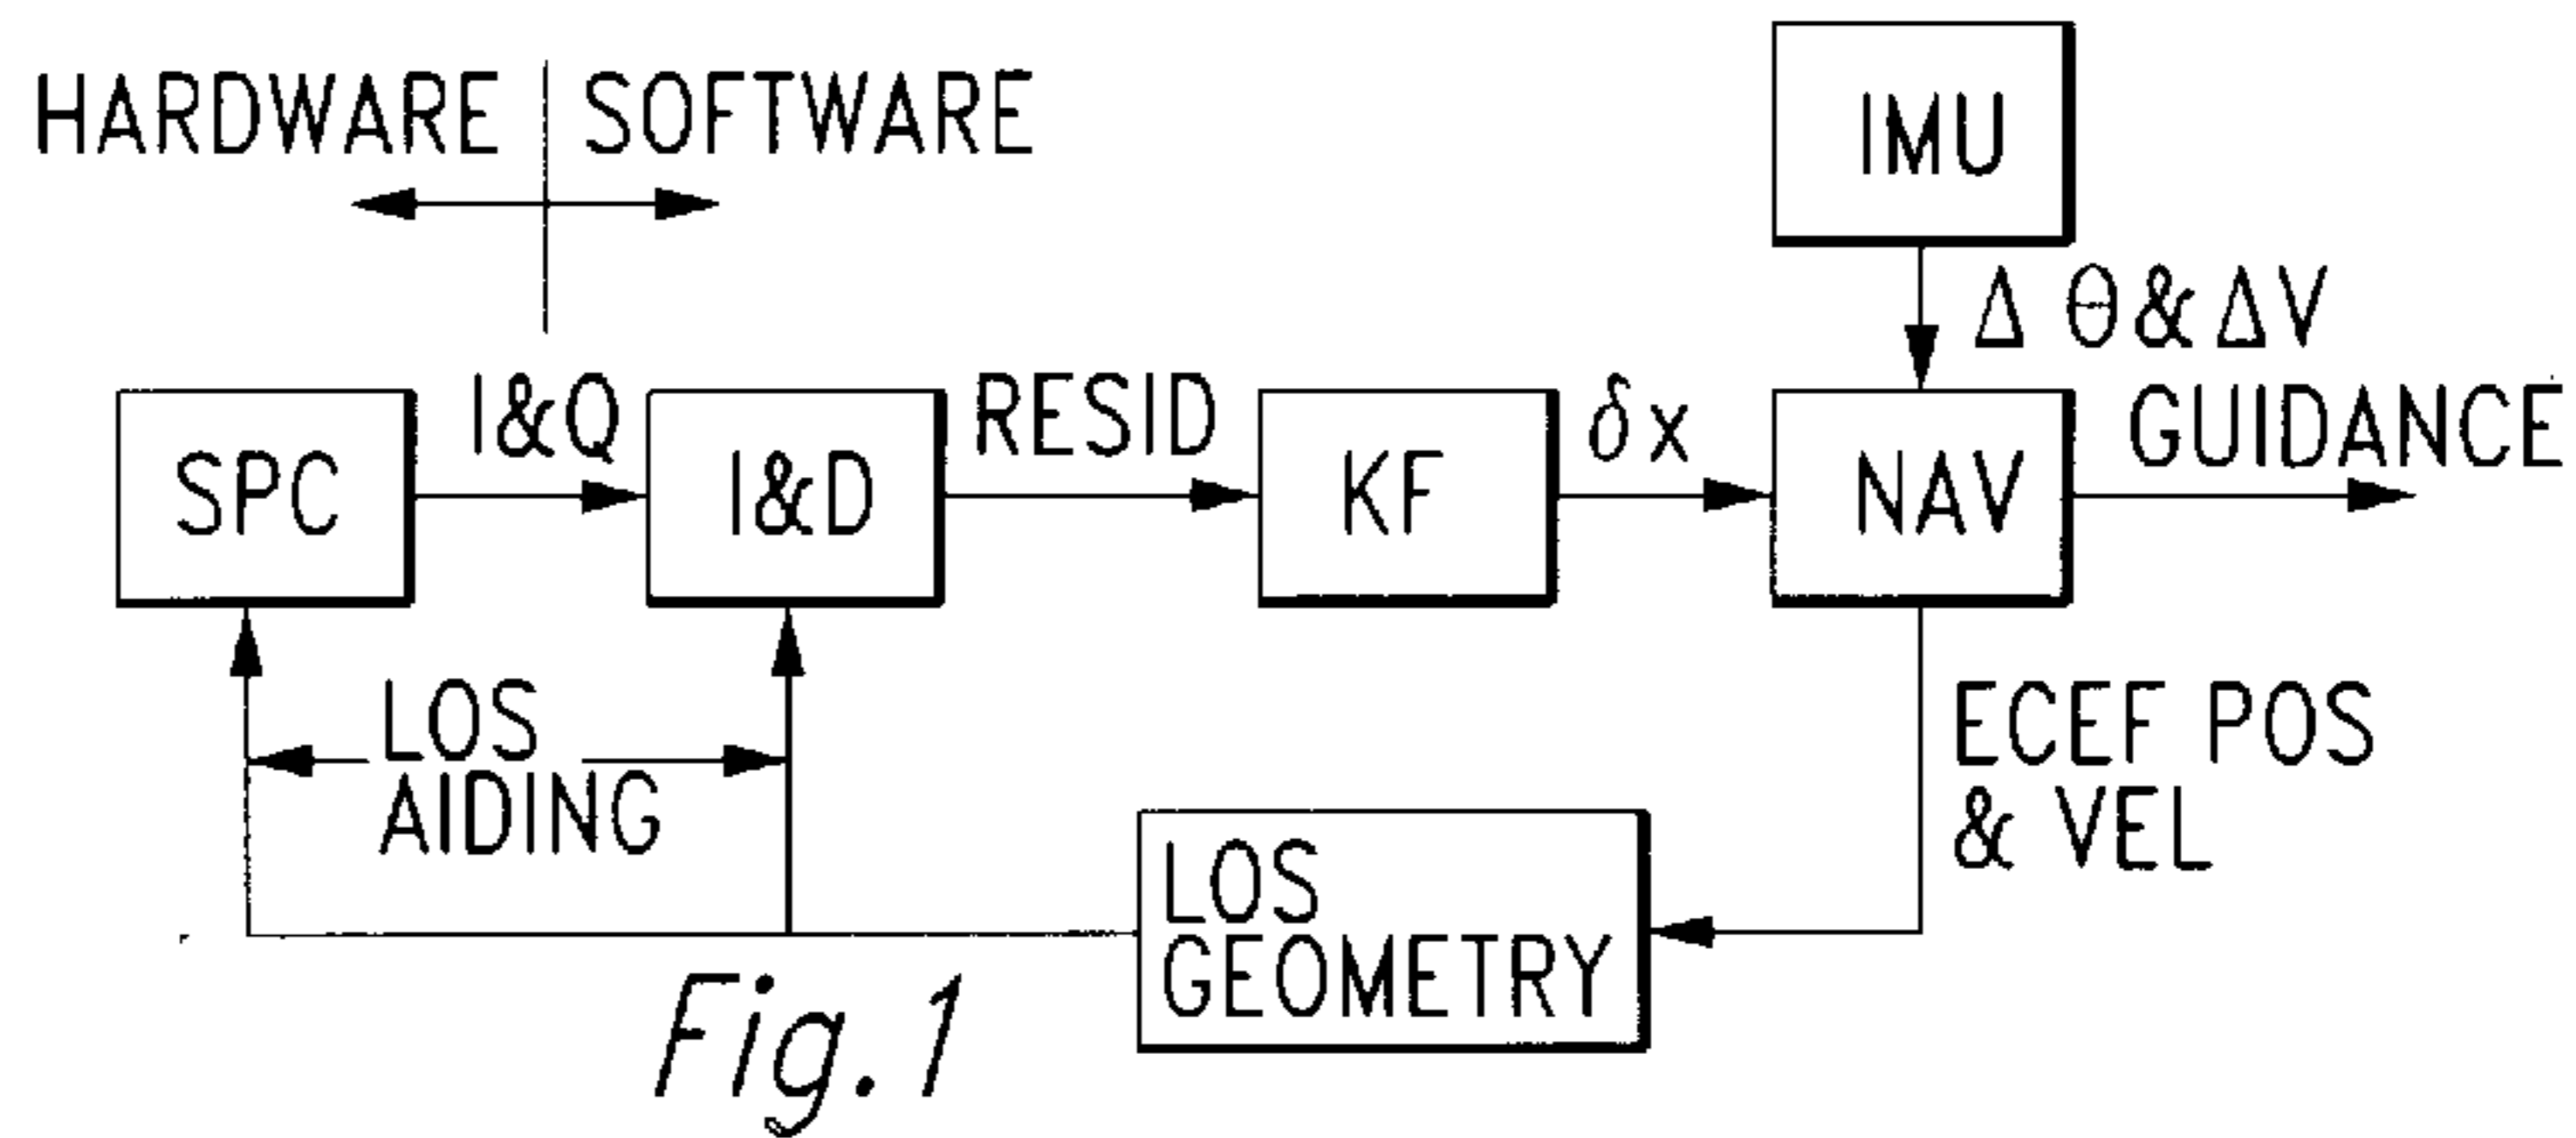 HARDWARE SOFTWARE
IMU
Δ θ & ΔV
I&Q
RESID
δx
GUIDANCE
SPC
I&D
KF
NAV
LOS
AIDING
ECEF POS
& VEL
LOS
GEOMETRY
Fig. 1